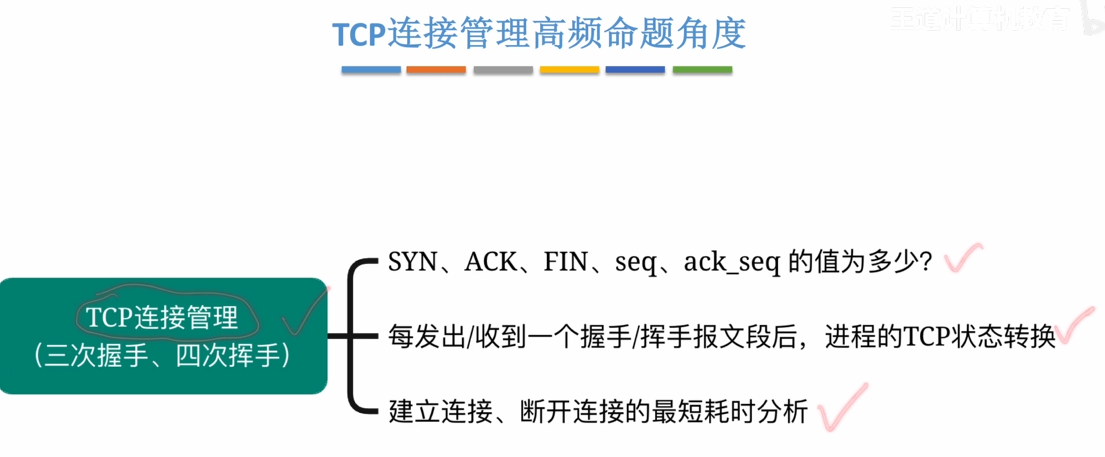 王道计算机教育
TCP连接管理高频命题角度
SYN、ACK、FIN、seq、ack_seq 的值为多少？
TCP连接管理
（三次握手、四次挥手）
每发出/收到一个握手/挥手报文段后，进程的TCP状态转换
建立连接、断开连接的最短耗时分析